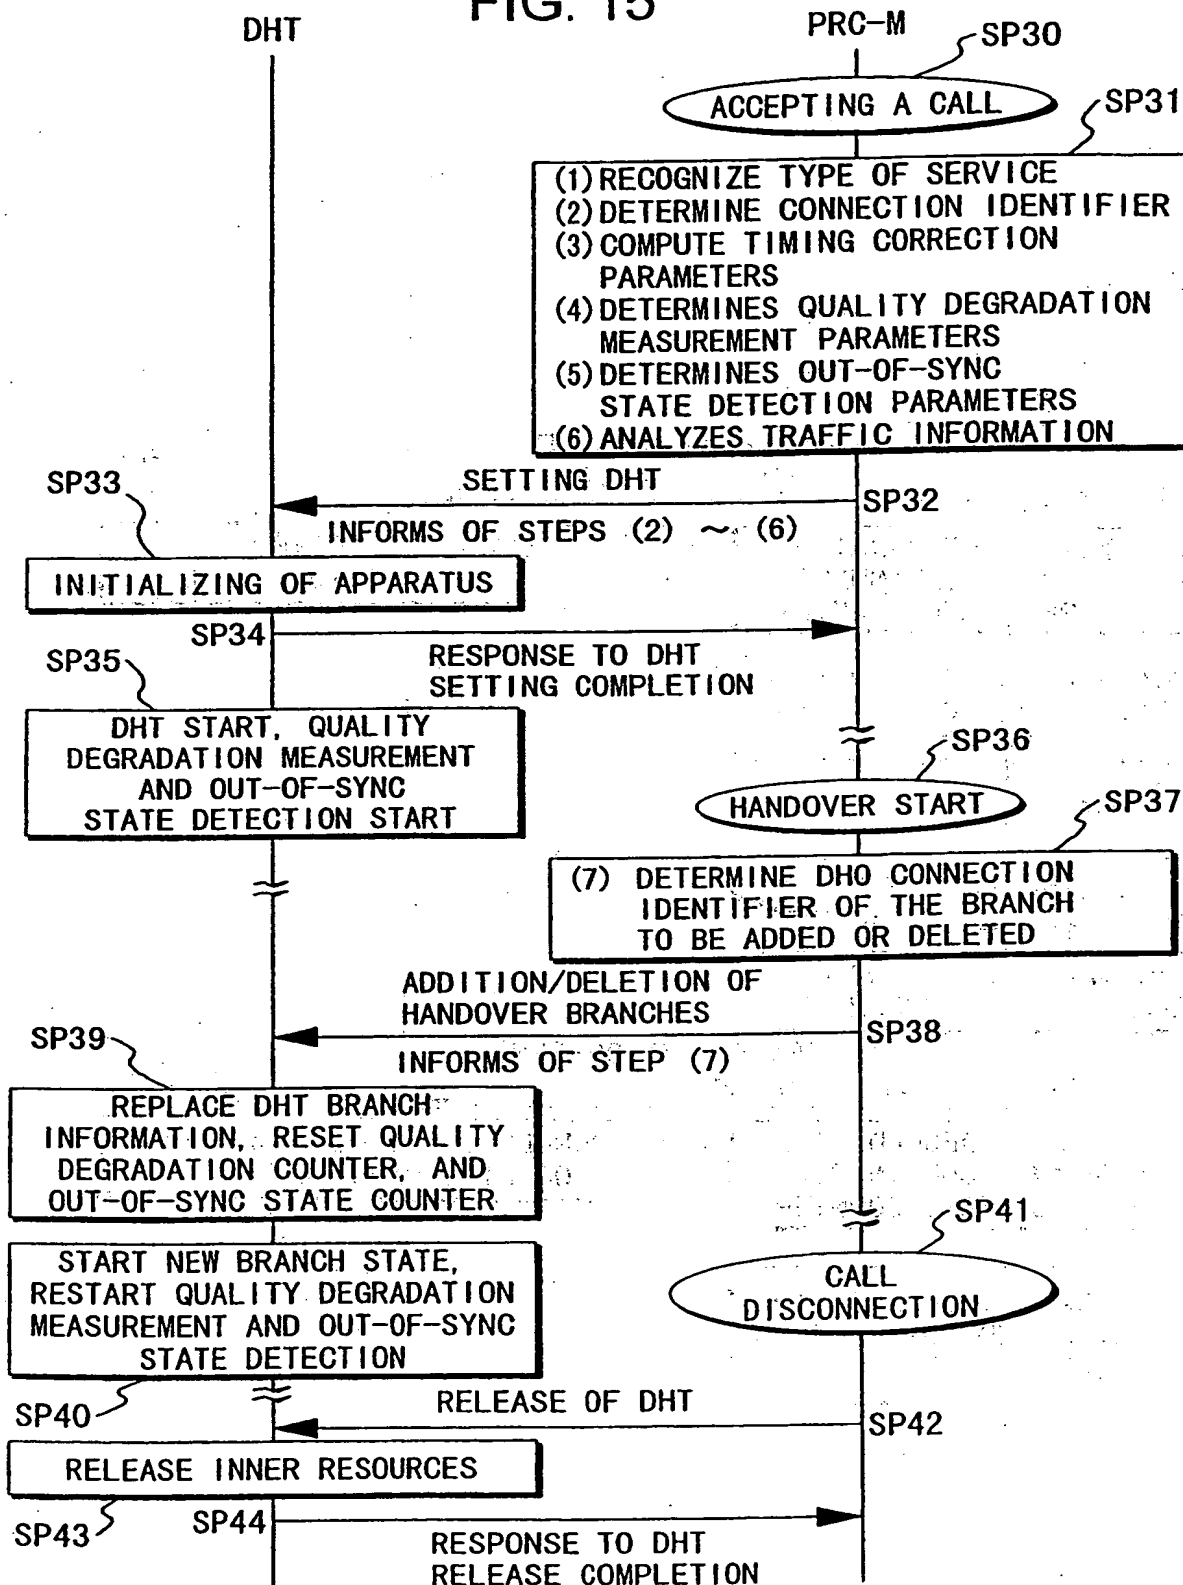 FIG. 15
DHT
PRC-M
SP30
ACCEPTING A CALL
SP31
(1) RECOGNIZE TYPE OF SERVICE
(2) DETERMINE CONNECTION IDENTIFIER
(3) COMPUTE TIMING CORRECTION
PARAMETERS
(4) DETERMINES QUALITY DEGRADATION
MEASUREMENT PARAMETERS
(5) DETERMINES OUT-OF-SYNC
STATE DETECTION PARAMETERS
(6) ANALYZES TRAFFIC INFORMATION
SP33
SETTING DHT
SP32
INFORMS OF STEPS (2) ~ (6)
INITIALIZING OF APPARATUS
SP34
RESPONSE TO DHT
SETTING COMPLETION
SP35
DHT START, QUALITY
DEGRADATION MEASUREMENT
AND OUT-OF-SYNC
STATE DETECTION START
SP36
HANDOVER START
SP37
(7) DETERMINE DHO CONNECTION
IDENTIFIER OF THE BRANCH
TO BE ADDED OR DELETED
ADDITION/DELETION OF
HANDOVER BRANCHES
SP38
SP39
INFORMS OF STEP (7)
REPLACE DHT BRANCH
INFORMATION, RESET QUALITY
DEGRADATION COUNTER, AND
OUT-OF-SYNC STATE COUNTER
SP41
START NEW BRANCH STATE,
RESTART QUALITY DEGRADATION
MEASUREMENT AND OUT-OF-SYNC
STATE DETECTION
CALL
DISCONNECTION
SP40
RELEASE OF DHT
SP42
RELEASE INNER RESOURCES
SP43
SP44
RESPONSE TO DHT
RELEASE COMPLETION